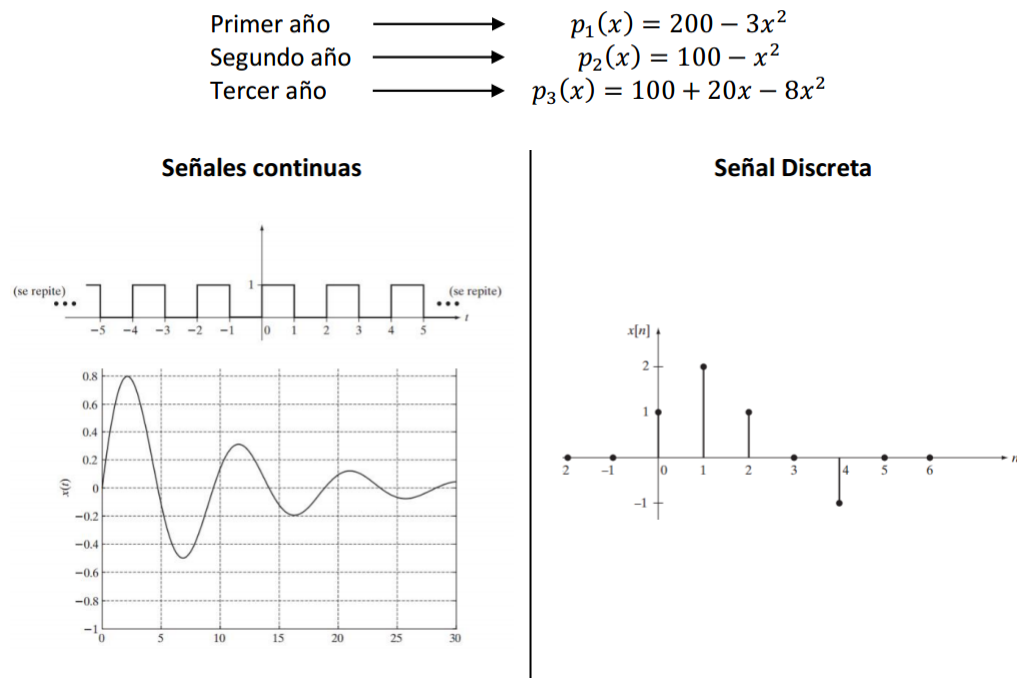 Primer año ⟶ p₁(x) = 200 − 3x²
Segundo año ⟶ p₂(x) = 100 − x²
Tercer año ⟶ p₃(x) = 100 + 20x − 8x²
Señales continuas
(se repite) ••• 1 (se repite) •••
−5 −4 −3 −2 −1 0 1 2 3 4 5 t
0.8
0.6
0.4
0.2
0
−0.2
−0.4
−0.6
−0.8
−1
x(t)
0 5 10 15 20 25 30
Señal Discreta
x[n]
2
1
2 −1 0 1 2 3 4 5 6 n
−1